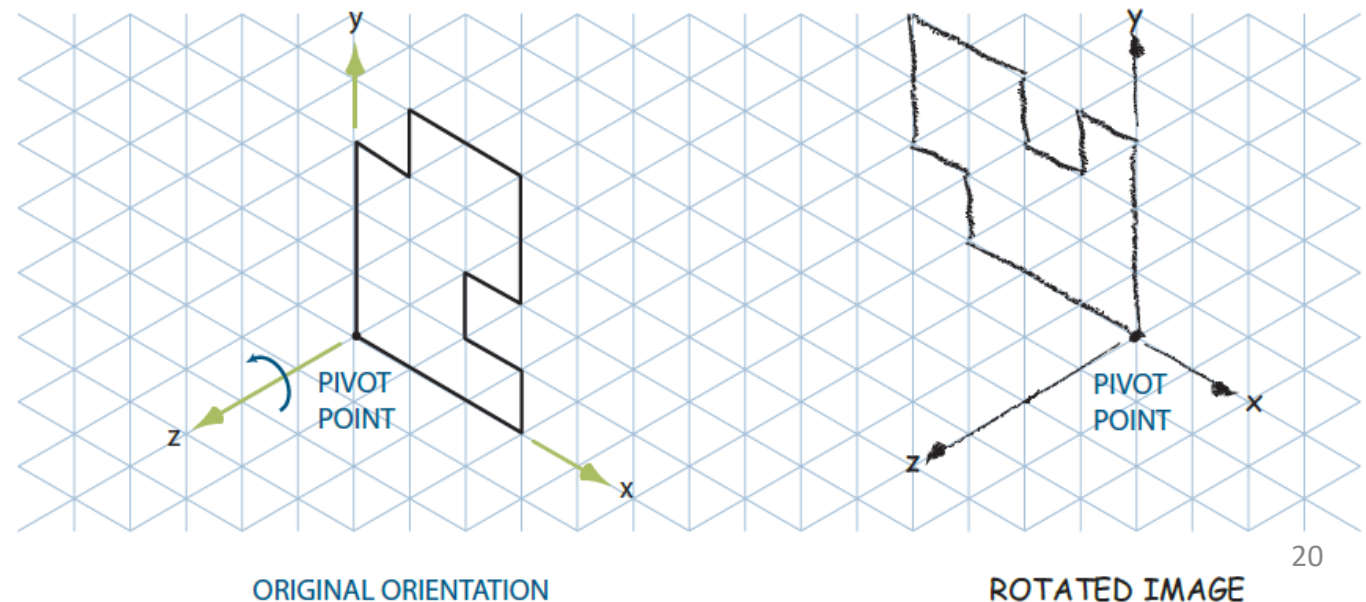 y
z
PIVOT
POINT
x
Y
Z
PIVOT
POINT
X
20
ORIGINAL ORIENTATION
ROTATED IMAGE